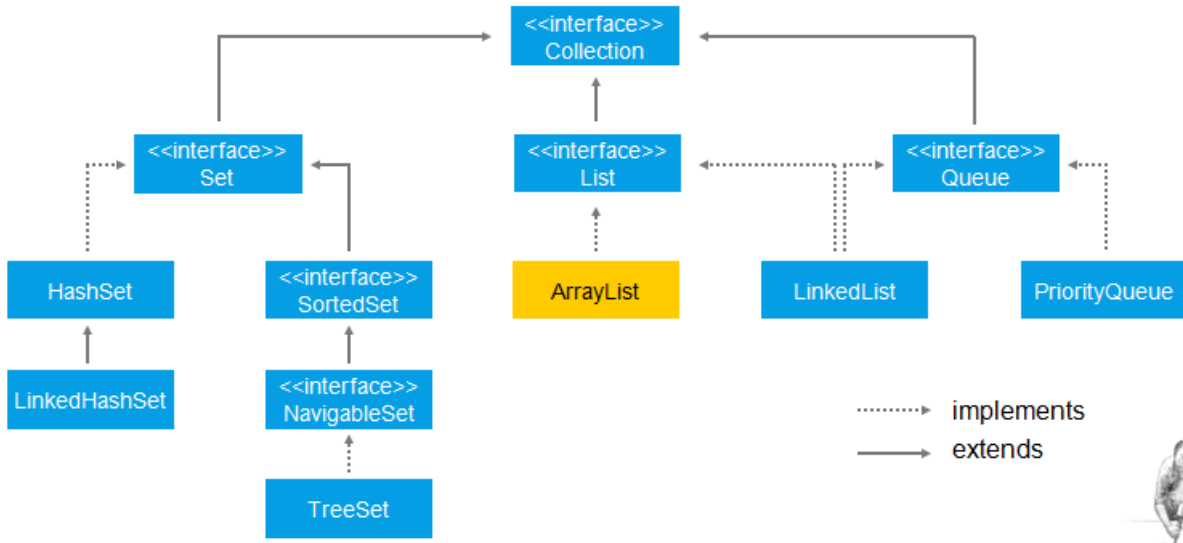 <<interface>>
Collection
<<interface>>
Set
<<interface>>
List
<<interface>>
Queue
HashSet
<<interface>>
SortedSet
ArrayList
LinkedList
PriorityQueue
LinkedHashSet
<<interface>>
NavigableSet
implements
extends
TreeSet